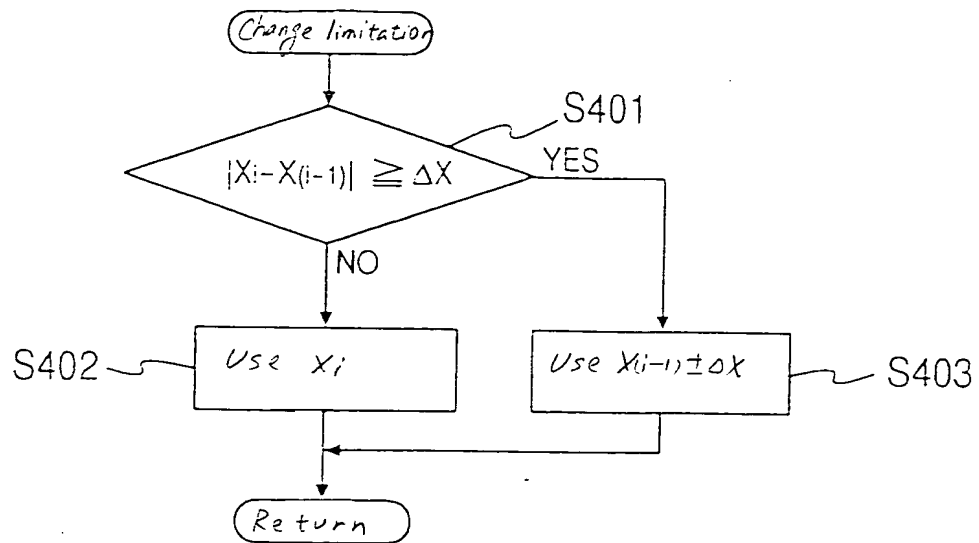 Change limitation
S401
|Xi-X(i-1)| ≧ ΔX
YES
NO
S402
Use Xi
Use X(i-1)±ΔX
S403
Return